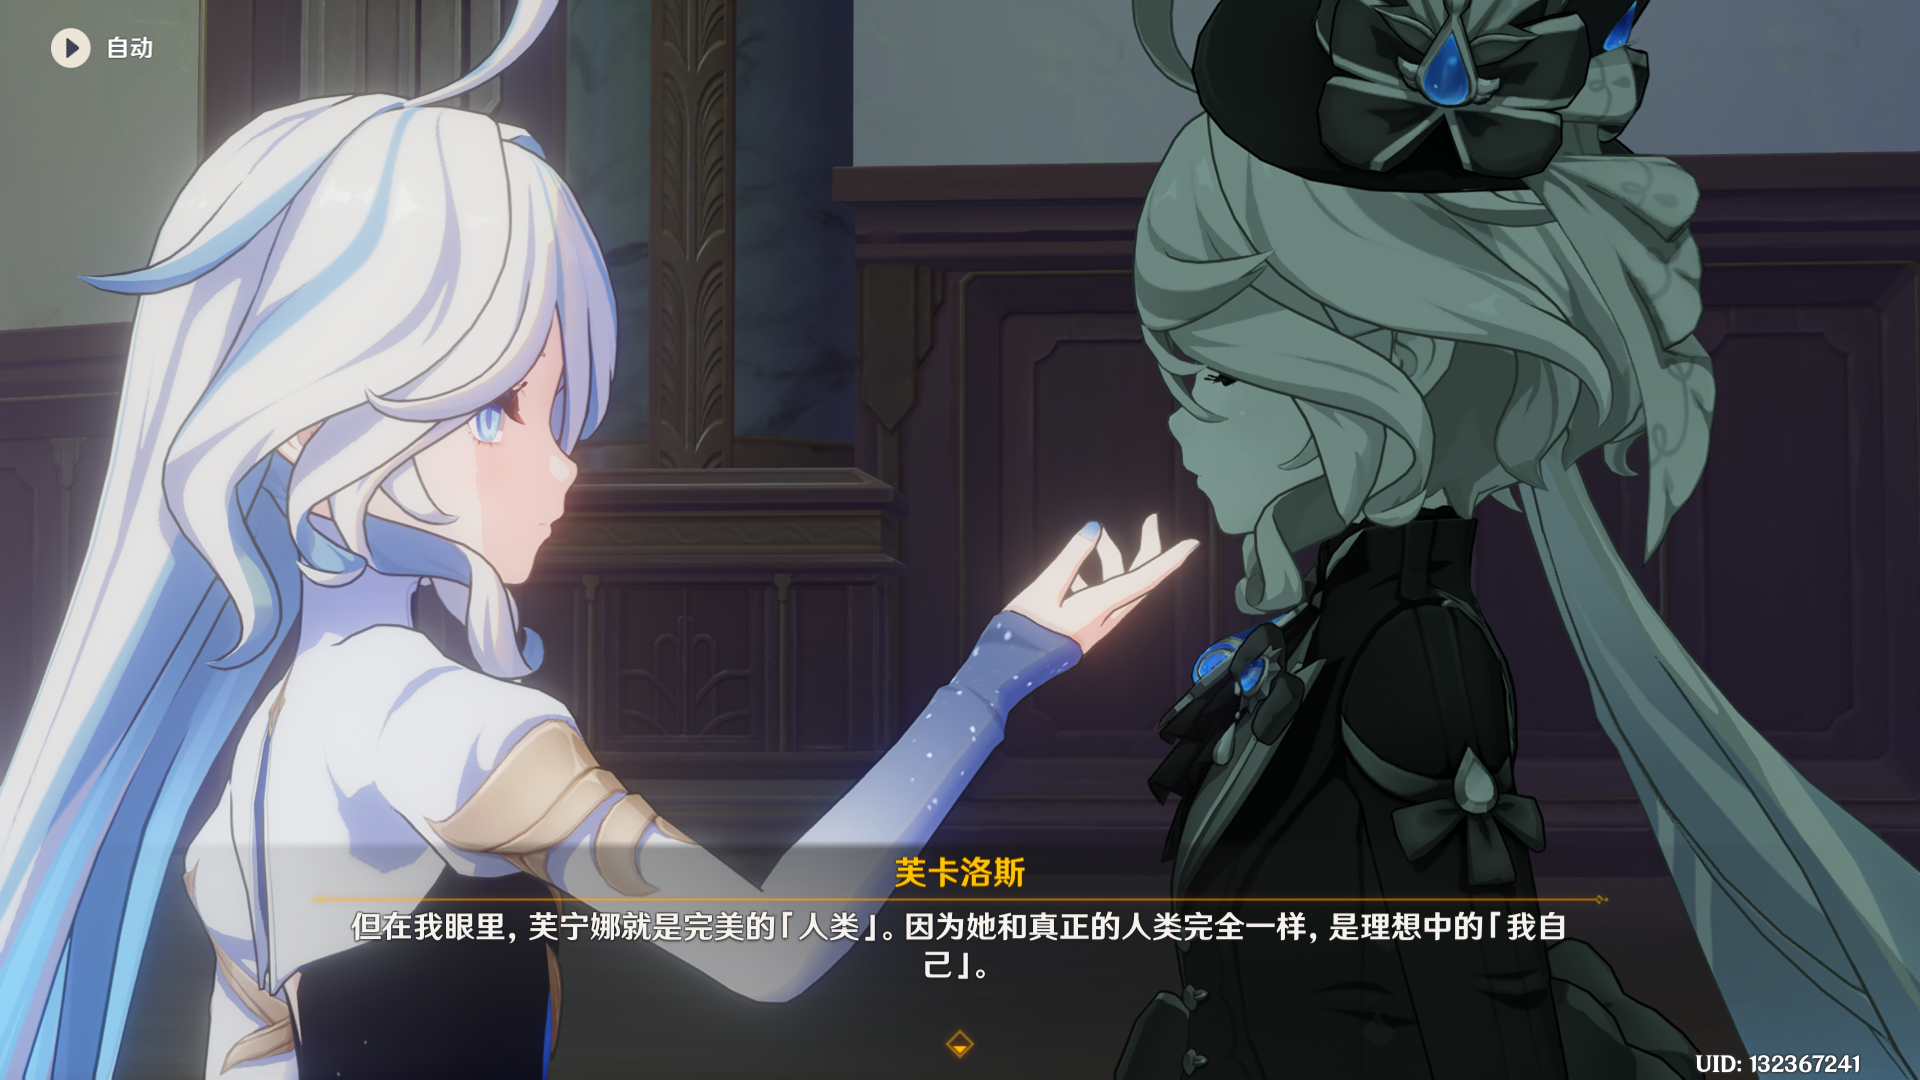 自动
芙卡洛斯
但在我眼里，芙宁娜就是完美的「人类」。因为她和真正的人类完全一样，是理想中的「我自
己」。
UID: 132367241